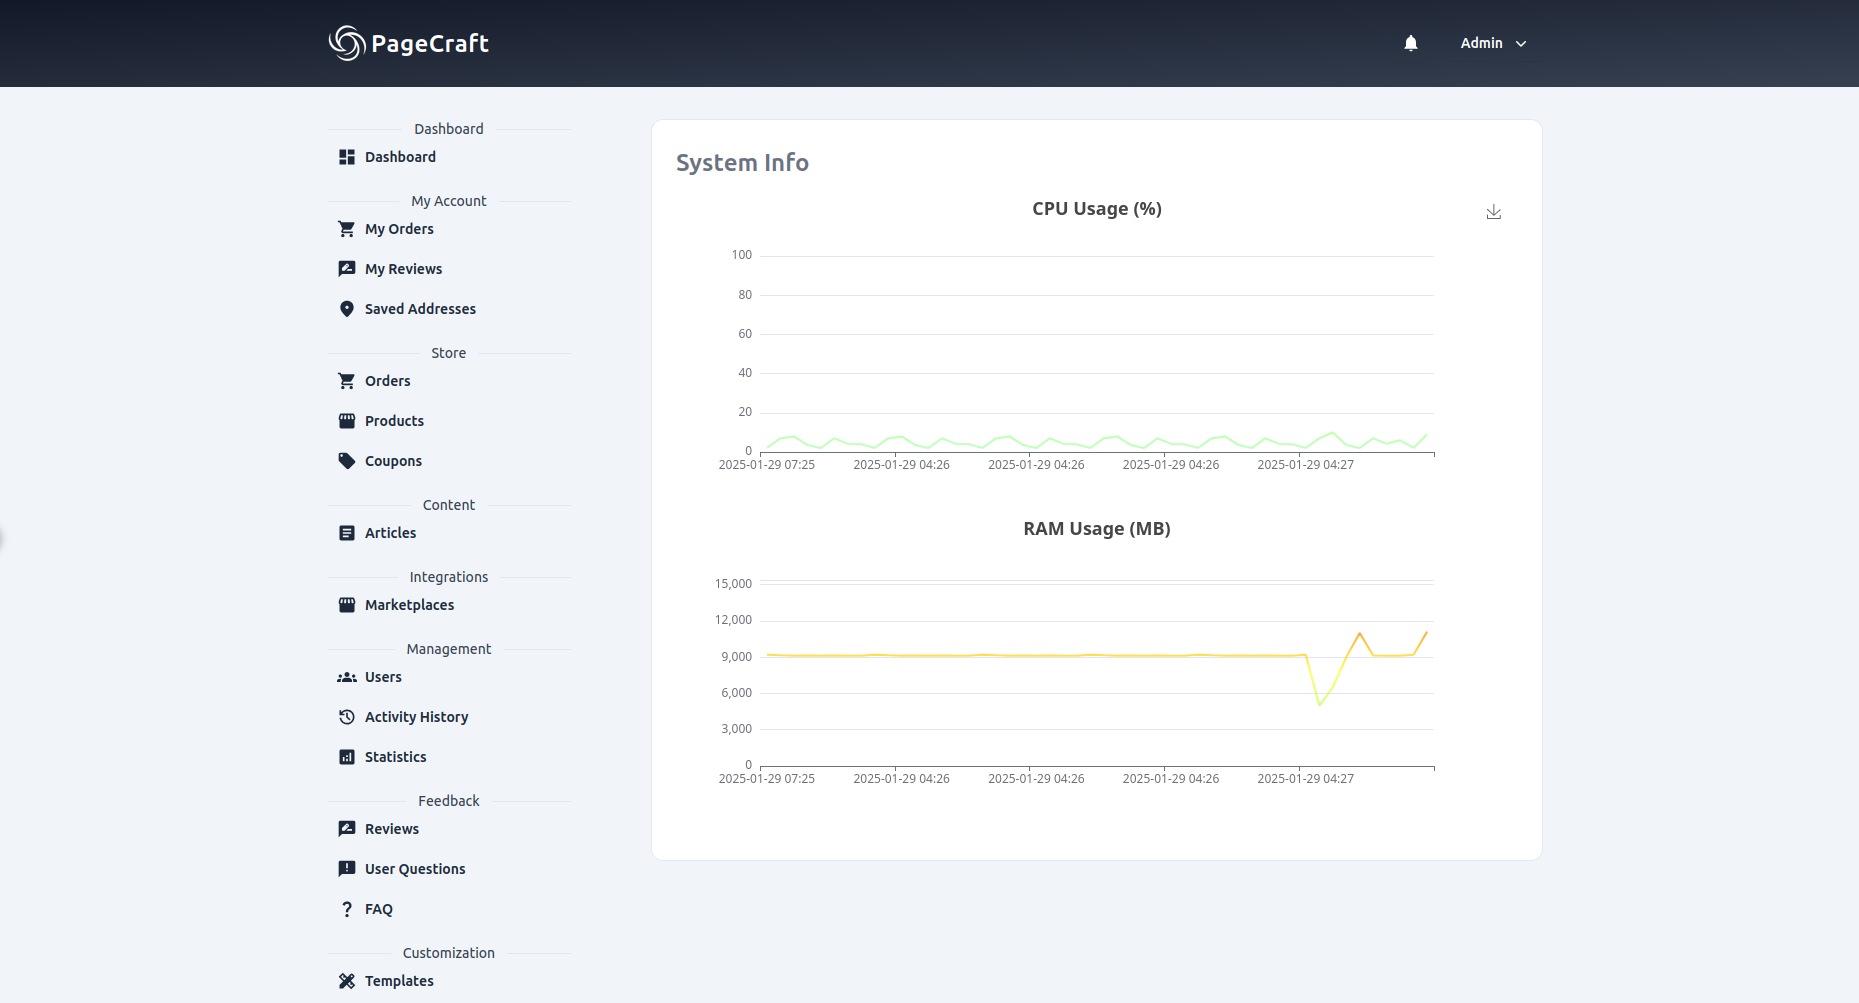 PageCraft
Admin
Dashboard
Dashboard
My Account
My Orders
My Reviews
Saved Addresses
Store
Orders
Products
Coupons
Content
Articles
Integrations
Marketplaces
Management
Users
Activity History
Statistics
Feedback
Reviews
User Questions
FAQ
Customization
Templates
System Info
CPU Usage (%)
100
80
60
40
20
0
2025-01-29 07:25 2025-01-29 04:26 2025-01-29 04:26 2025-01-29 04:26 2025-01-29 04:27
RAM Usage (MB)
15,000
12,000
9,000
6,000
3,000
0
2025-01-29 07:25 2025-01-29 04:26 2025-01-29 04:26 2025-01-29 04:26 2025-01-29 04:27